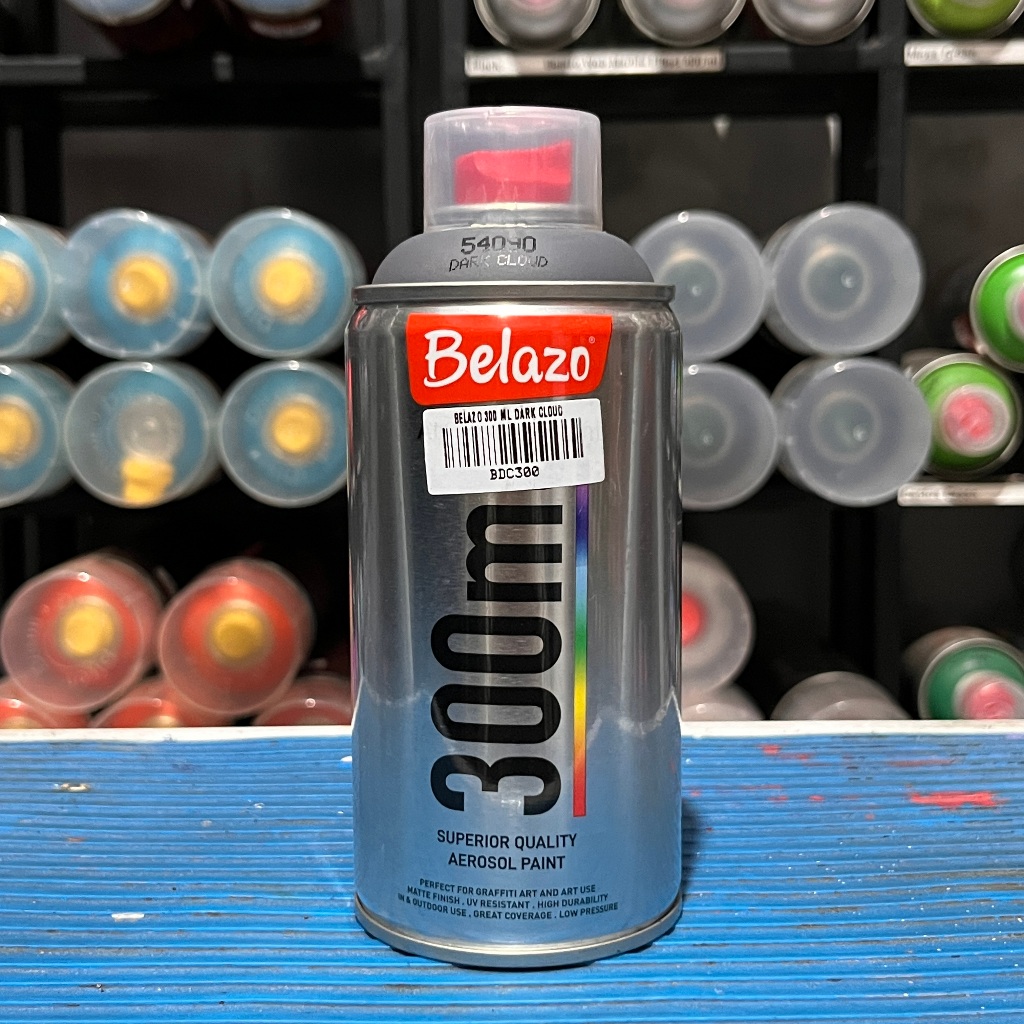 54090
DARK CLOUD
Belazo®
BELAZO 300 ML DARK CLOUD
BDC300
300m
SUPERIOR QUALITY
AEROSOL PAINT
PERFECT FOR GRAFFITI ART AND ART USE
MATTE FINISH . UV RESISTANT . HIGH DURABILITY
IN & OUTDOOR USE . GREAT COVERAGE . LOW PRESSURE